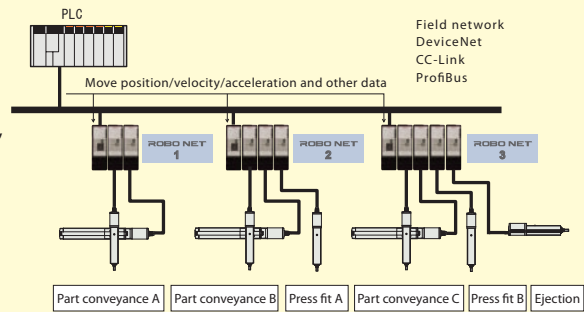 PLC
Field network
DeviceNet
CC-Link
ProfiBus
Move position/velocity/acceleration and other data
ROBO NET
1
ROBO NET
2
ROBO NET
3
Part conveyance A
Part conveyance B
Press fit A
Part conveyance C
Press fit B
Ejection